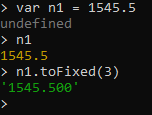 > var n1 = 1545.5
undefined
> n1
1545.5
> n1.toFixed(3)
'1545.500'
>